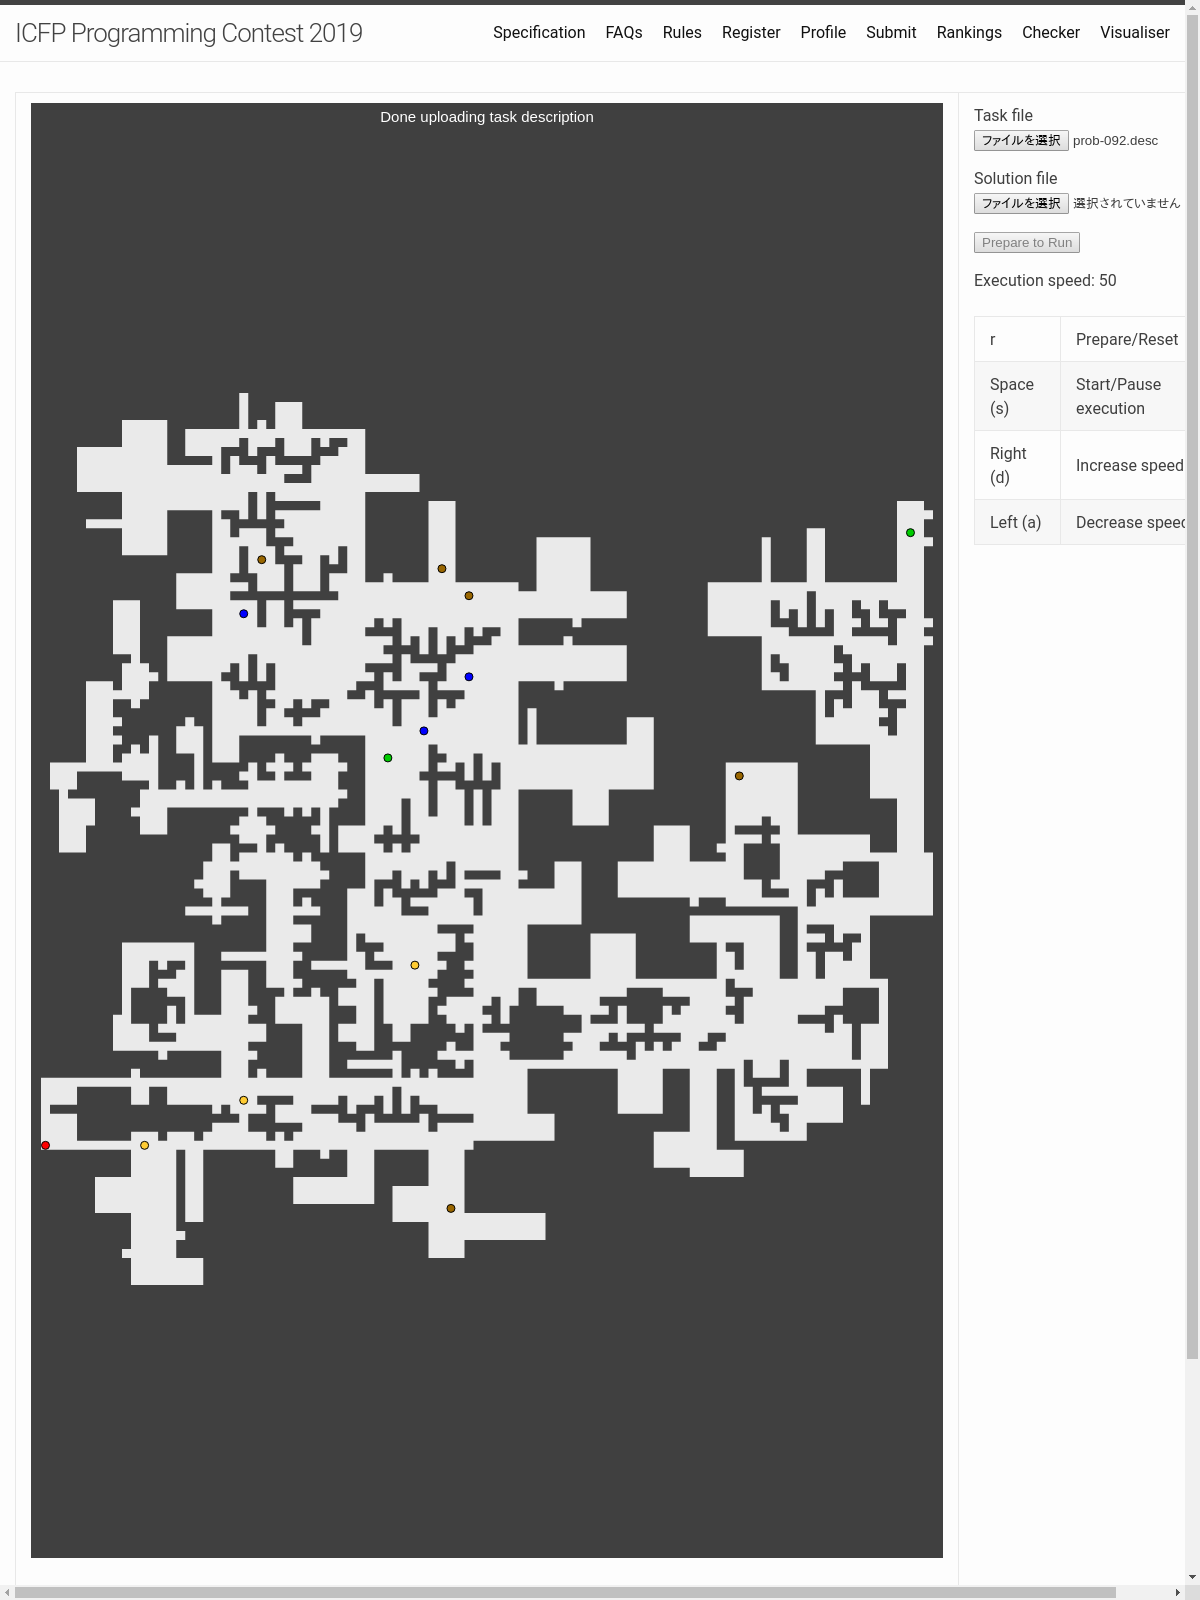 ICFP Programming Contest 2019
Specification FAQs Rules Register Profile Submit Rankings Checker Visualiser
Done uploading task description
Task file
ファイルを選択 prob-092.desc
Solution file
ファイルを選択 選択されていません
Prepare to Run
Execution speed: 50
r Prepare/Reset
Space (s) Start/Pause execution
Right (d) Increase speed
Left (a) Decrease speed